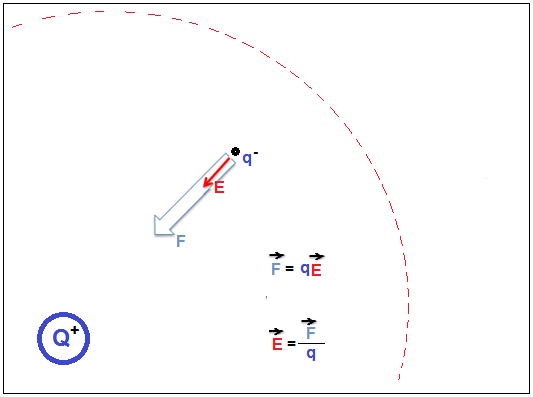 q-
E
F
F⃗ = qE⃗
Q+
E⃗ = F⃗/q